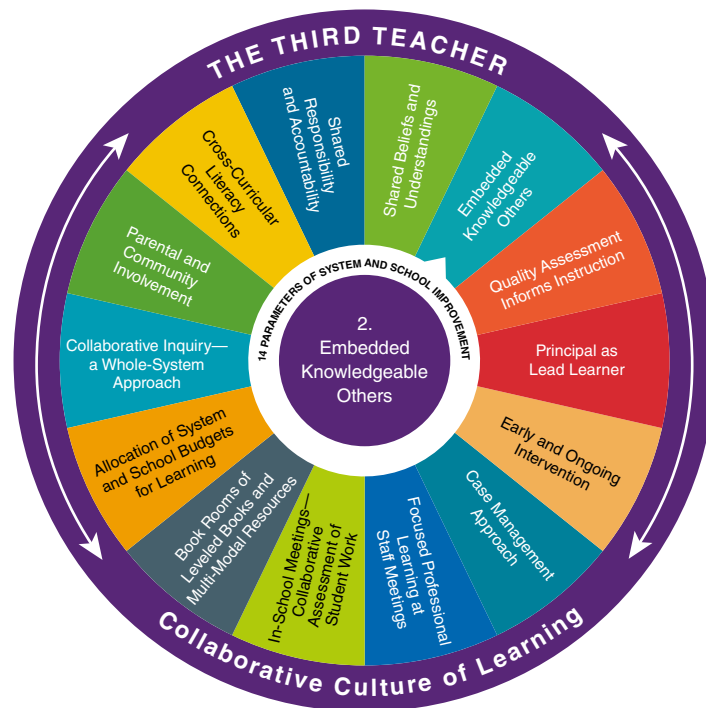 THE THIRD TEACHER
Shared Beliefs and
Understandings
Embedded
Knowledgeable
Others
Quality Assessment
Informs Instruction
Principal as
Lead Learner
Early and Ongoing
Intervention
Case Management
Approach
Focused Professional
Learning at
Staff Meetings
In-School Meetings—
Collaborative
Assessment of
Student Work
Book Rooms of
Leveled Books and
Multi-Modal Resources
Allocation of System
and School Budgets
for Learning
Collaborative Inquiry—
a Whole-System
Approach
Parental and
Community
Involvement
Cross-Curricular
Literacy
Connections
Shared
Responsibility
and Accountability
14 PARAMETERS OF SYSTEM AND SCHOOL IMPROVEMENT
2.
Embedded
Knowledgeable
Others
Collaborative Culture of Learning